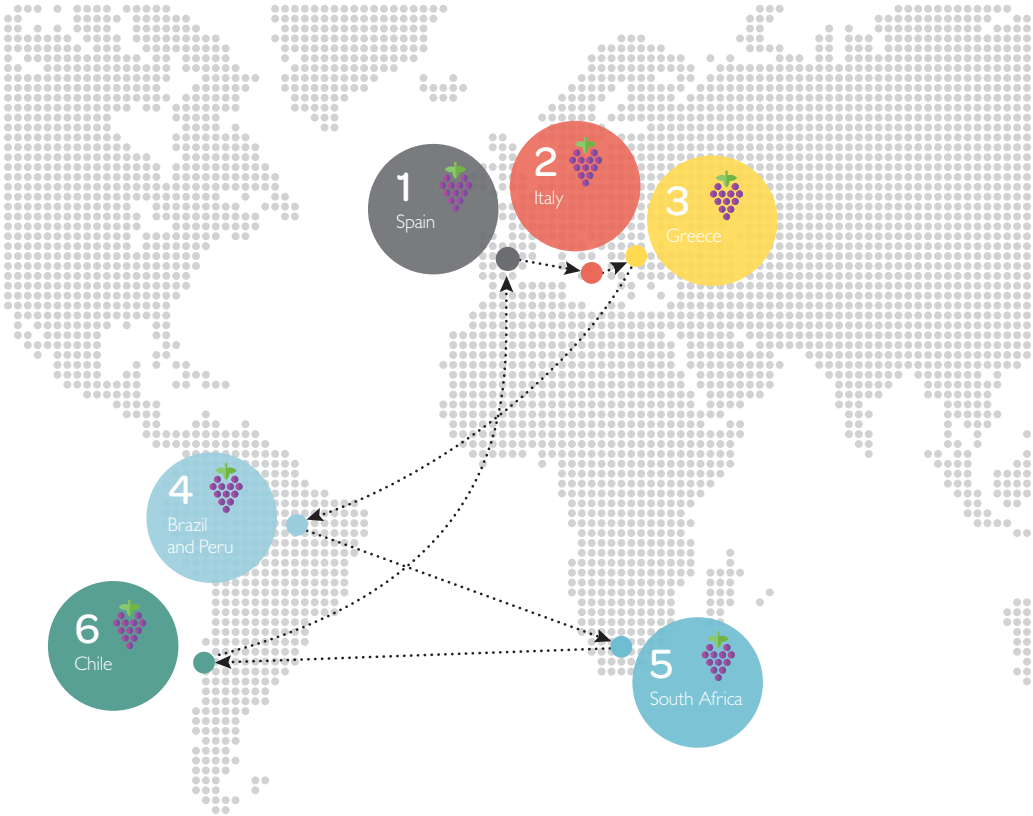 1
Spain
2
Italy
3
Greece
4
Brazil
and Peru
5
South Africa
6
Chile